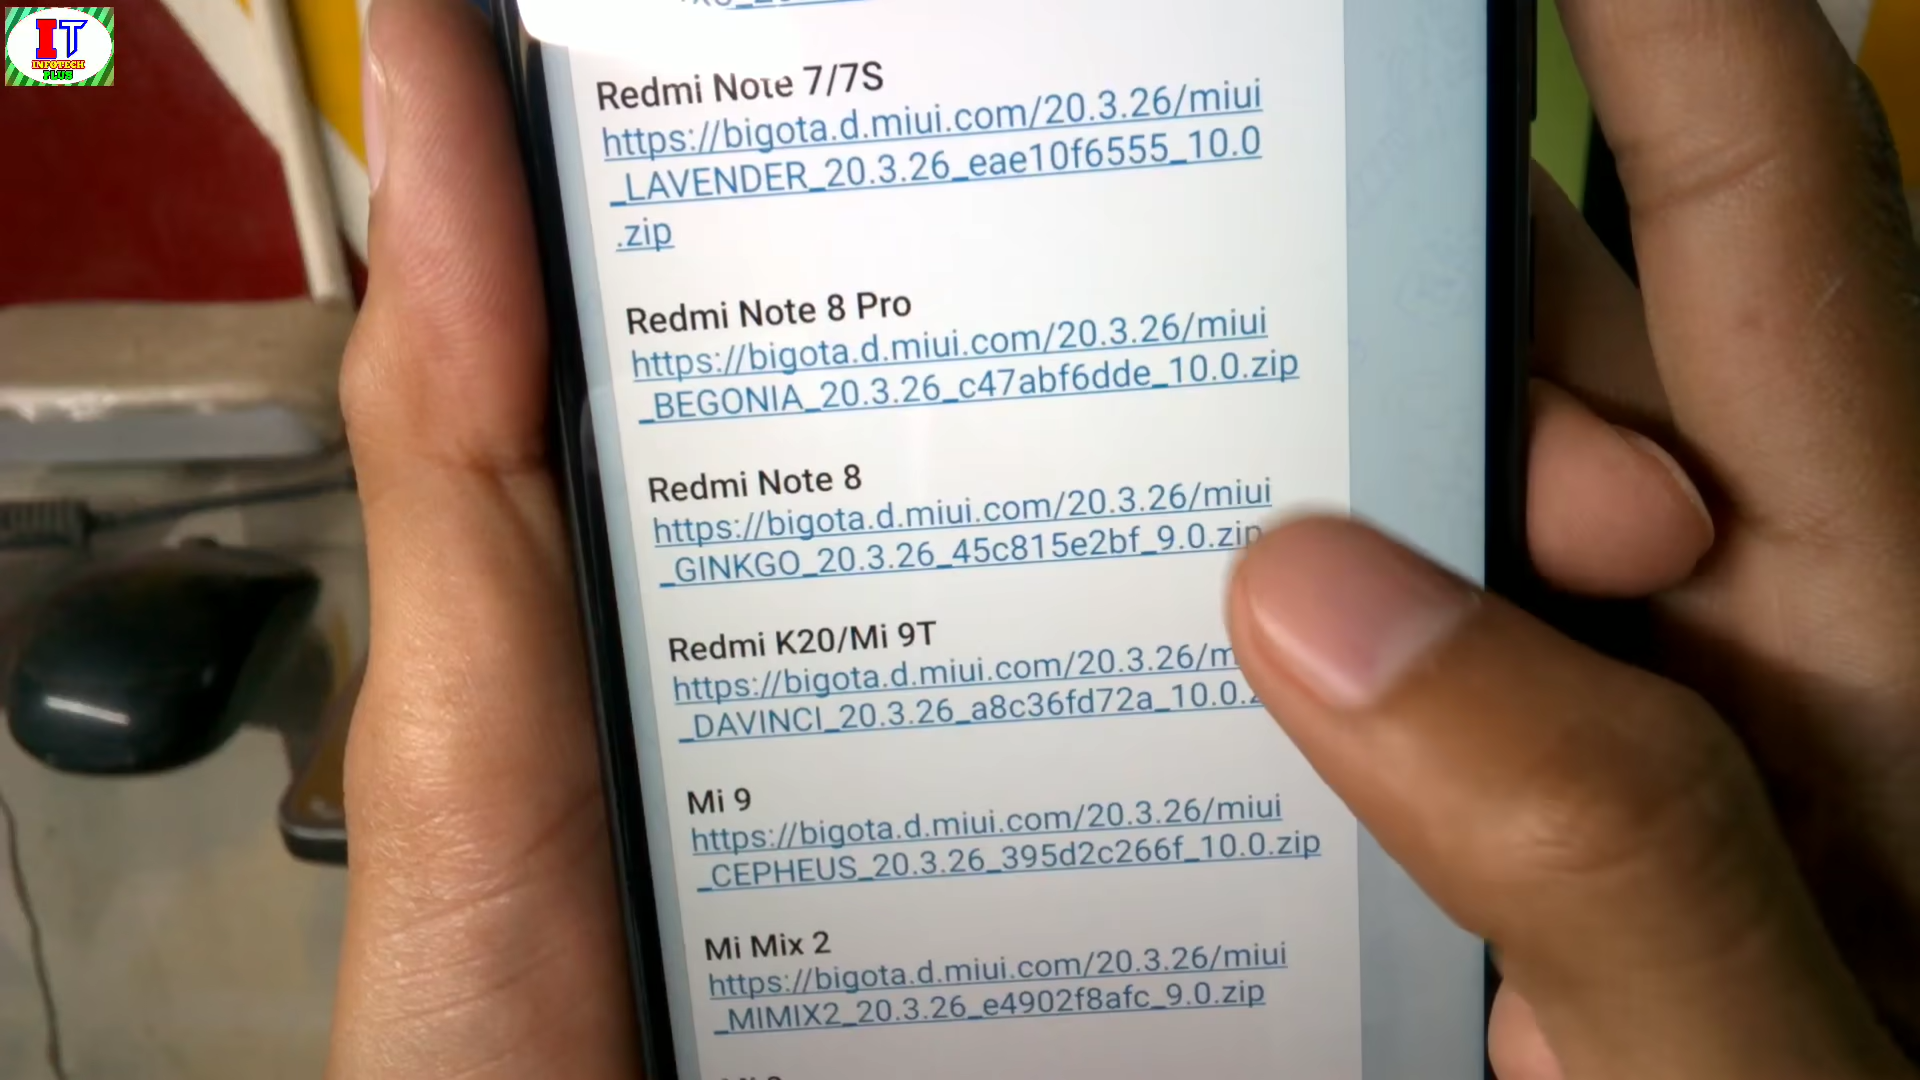 IT
INFOTECH
PLUS
Redmi Note 7/7S
https://bigota.d.miui.com/20.3.26/miui
_LAVENDER_20.3.26_eae10f6555_10.0
.zip
Redmi Note 8 Pro
https://bigota.d.miui.com/20.3.26/miui
_BEGONIA_20.3.26_c47abf6dde_10.0.zip
Redmi Note 8
https://bigota.d.miui.com/20.3.26/miui
_GINKGO_20.3.26_45c815e2bf_9.0.zip
Redmi K20/Mi 9T
https://bigota.d.miui.com/20.3.26/m
_DAVINCI_20.3.26_a8c36fd72a_10.0.z
Mi 9
https://bigota.d.miui.com/20.3.26/miui
_CEPHEUS_20.3.26_395d2c266f_10.0.zip
Mi Mix 2
https://bigota.d.miui.com/20.3.26/miui
_MIMIX2_20.3.26_e4902f8afc_9.0.zip